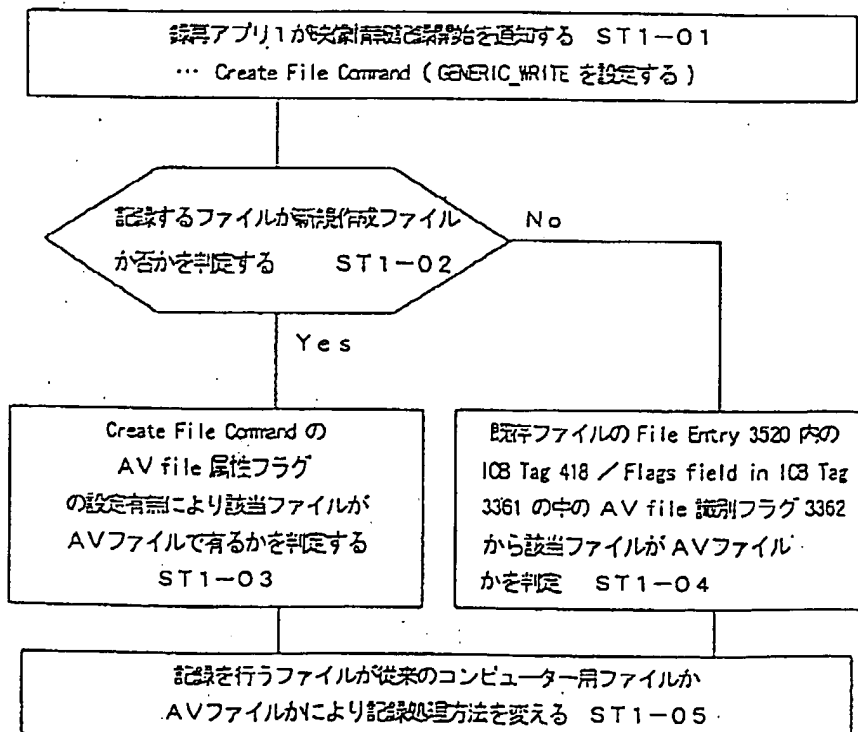 録再アプリ1が映像情報記録開始を通知する ST1-01
… Create File Command (GENERIC_WRITE を設定する)
記録するファイルが新規作成ファイル
か否かを判定する ST1-02
No
Yes
Create File Command の
AV file 属性フラグ
の設定有無により該当ファイルが
AVファイルで有るかを判定する
ST1-03
既存ファイルの File Entry 3520 内の
ICB Tag 418 / Flags field in ICB Tag
3361 の中の AV file 識別フラグ 3362
から該当ファイルがAVファイル
かを判定 ST1-04
記録を行うファイルが従来のコンピューター用ファイルか
AVファイルかにより記録処理方法を変える ST1-05